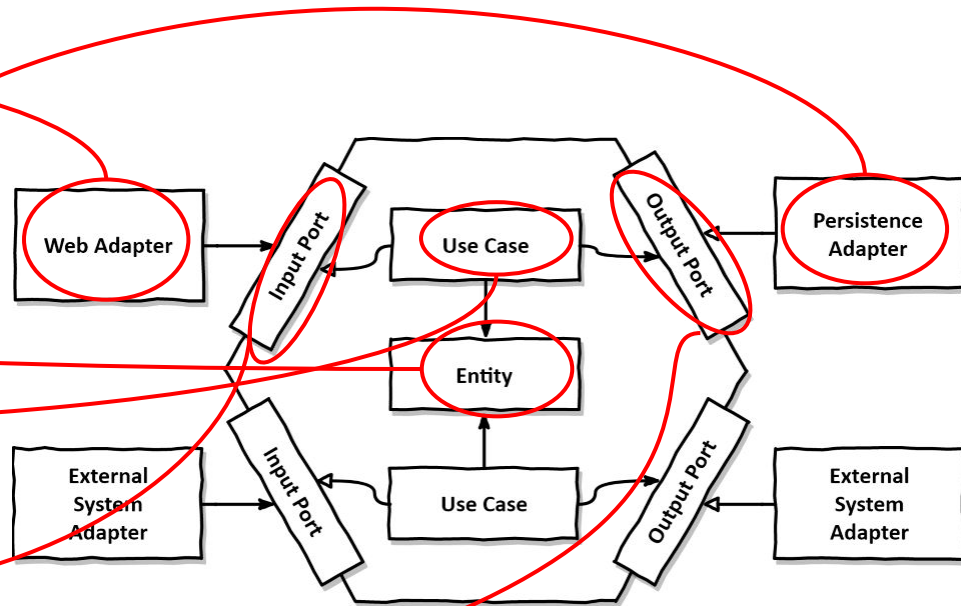 Web Adapter
Input Port
Use Case
Output Port
Persistence
Adapter
Entity
External
System
Adapter
Input Port
Use Case
Output Port
External
System
Adapter